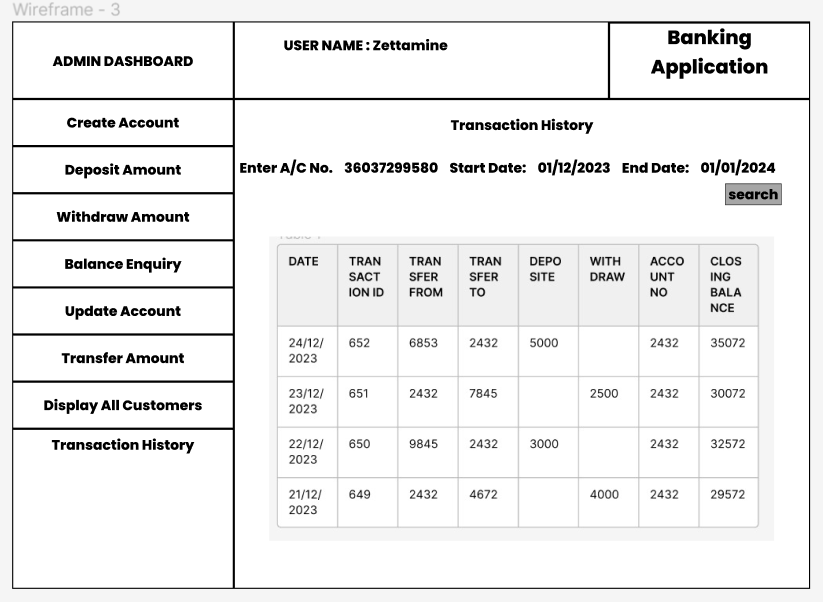 Wireframe - 3
ADMIN DASHBOARD
USER NAME : Zettamine
Banking
Application
Create Account
Deposit Amount
Withdraw Amount
Balance Enquiry
Update Account
Transfer Amount
Display All Customers
Transaction History
Transaction History
Enter A/C No. 36037299580 Start Date: 01/12/2023 End Date: 01/01/2024
search
DATE
TRAN
SACT
ION ID
TRAN
SFER
FROM
TRAN
SFER
TO
DEPO
SITE
WITH
DRAW
ACCO
UNT
NO
CLOS
ING
BALA
NCE
24/12/
2023
652
6853
2432
5000
2432
35072
23/12/
2023
651
2432
7845
2500
2432
30072
22/12/
2023
650
9845
2432
3000
2432
32572
21/12/
2023
649
2432
4672
4000
2432
29572